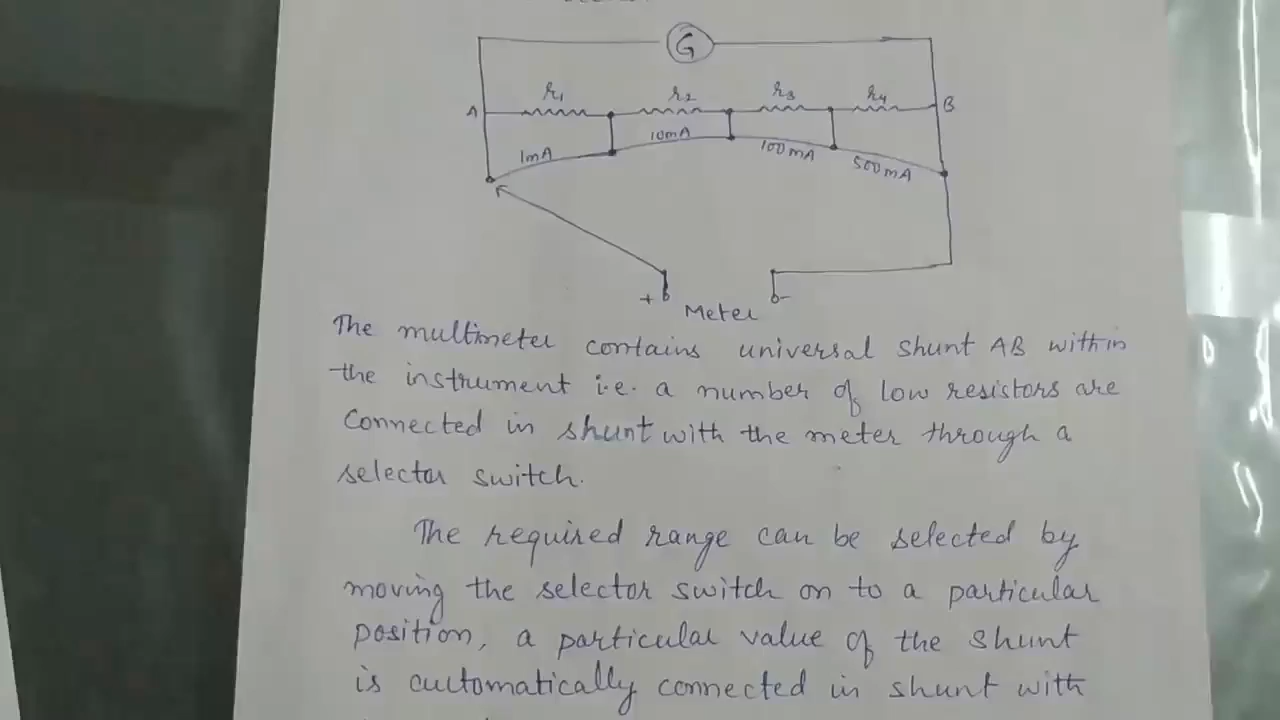 G
r₁ r₂ r₃ r₄
A B
1mA 10mA 100mA 500mA
+ -
Meter
The multimeter contains universal shunt AB within
the instrument i.e. a number of low resistors are
Connected in shunt with the meter through a
selector switch.
The required range can be selected by
moving the selector switch on to a particular
position, a particular value of the shunt
is automatically connected in shunt with